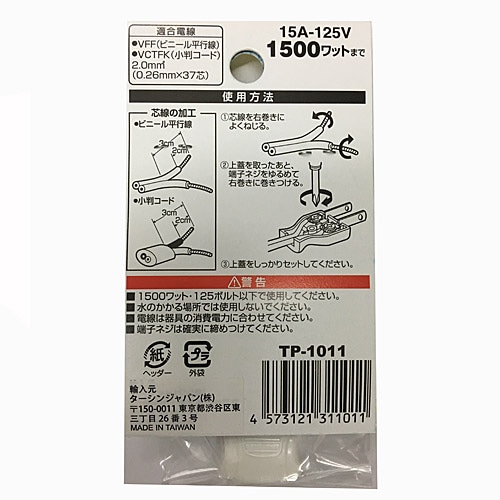 適合電線
●VFF(ビニール平行線)
●VCTFK(小判コード)
2.0m㎡
(0.26mm×37芯)
15A-125V
1500ワットまで
使用方法
芯線の加工
●ビニール平行線
3cm
2cm
●小判コード
3cm
2cm
①芯線を右巻きに
よくねじる。
②上蓋を取ったあと、
端子ネジをゆるめて
右巻きに巻きつける。
③上蓋をしっかりセットしてください。
⚠警告
■1500ワット・125ボルト以下で使用してください。
■水のかかる場所では使用しないでください。
■電線は器具の消費電力に合わせてください。
■端子ネジは確実に締めつけてください。
紙
ヘッダー
プラ
外袋
TP-1011
輸入元
ターシンジャパン(株)
〒150-0011 東京都渋谷区東
三丁目26番3号
MADE IN TAIWAN
4 573121 311011